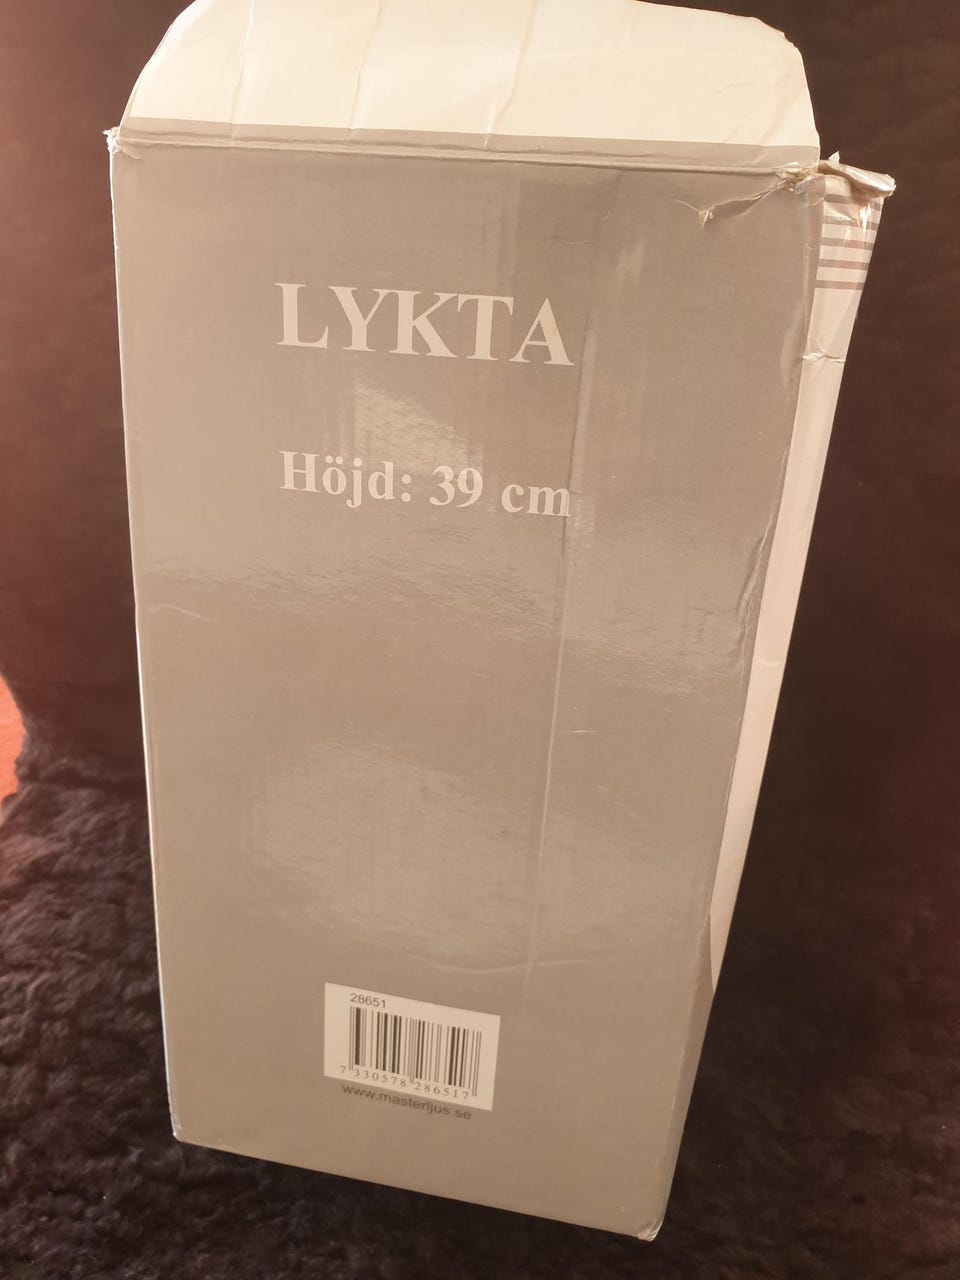 LYKTA
Höjd: 39 cm
28651
7 330578 286517
www.masterljus.se